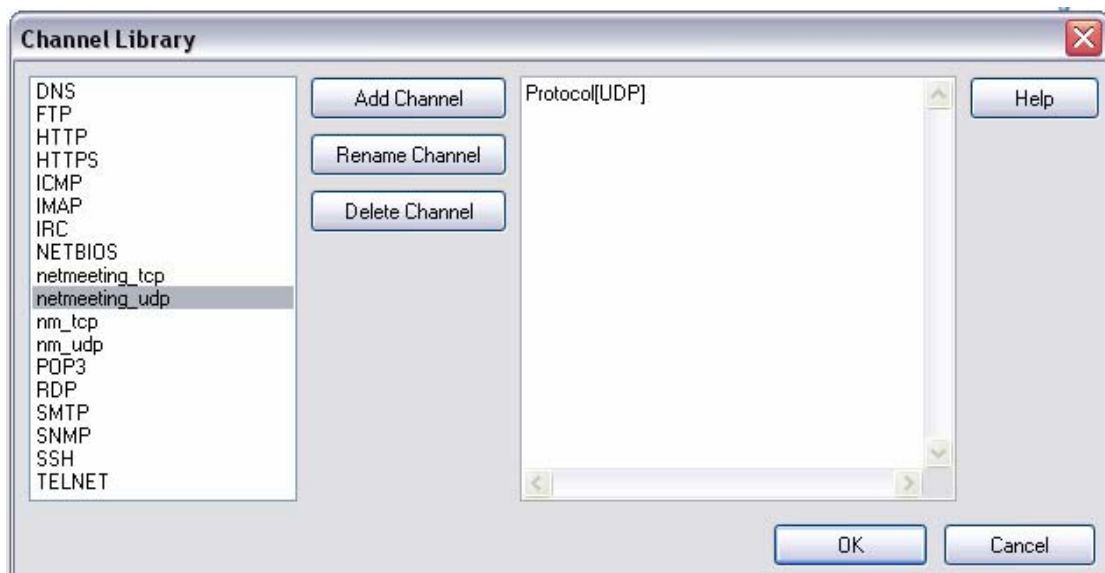 Channel Library
DNS
FTP
HTTP
HTTPS
ICMP
IMAP
IRC
NETBIOS
netmeeting_tcp
netmeeting_udp
nm_tcp
nm_udp
POP3
RDP
SMTP
SNMP
SSH
TELNET
Add Channel
Rename Channel
Delete Channel
Protocol[UDP]
Help
OK
Cancel